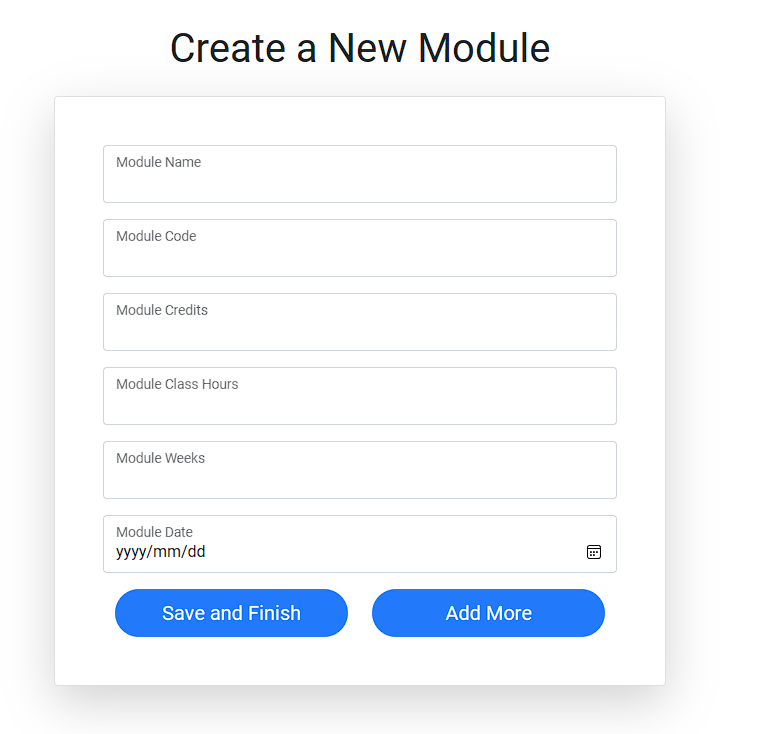 Create a New Module
Module Name
Module Code
Module Credits
Module Class Hours
Module Weeks
Module Date
yyyy/mm/dd
Save and Finish
Add More